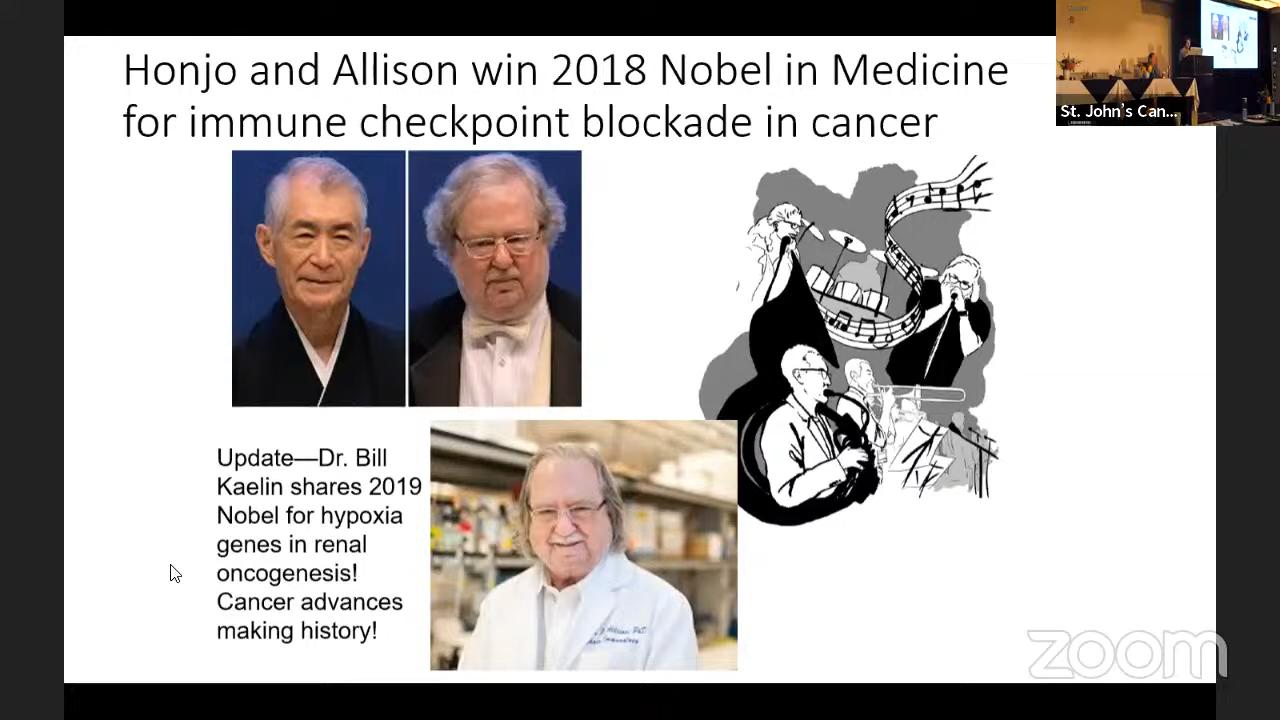 Honjo and Allison win 2018 Nobel in Medicine
for immune checkpoint blockade in cancer
St. John’s Can...
Update—Dr. Bill
Kaelin shares 2019
Nobel for hypoxia
genes in renal
oncogenesis!
Cancer advances
making history!
zoom